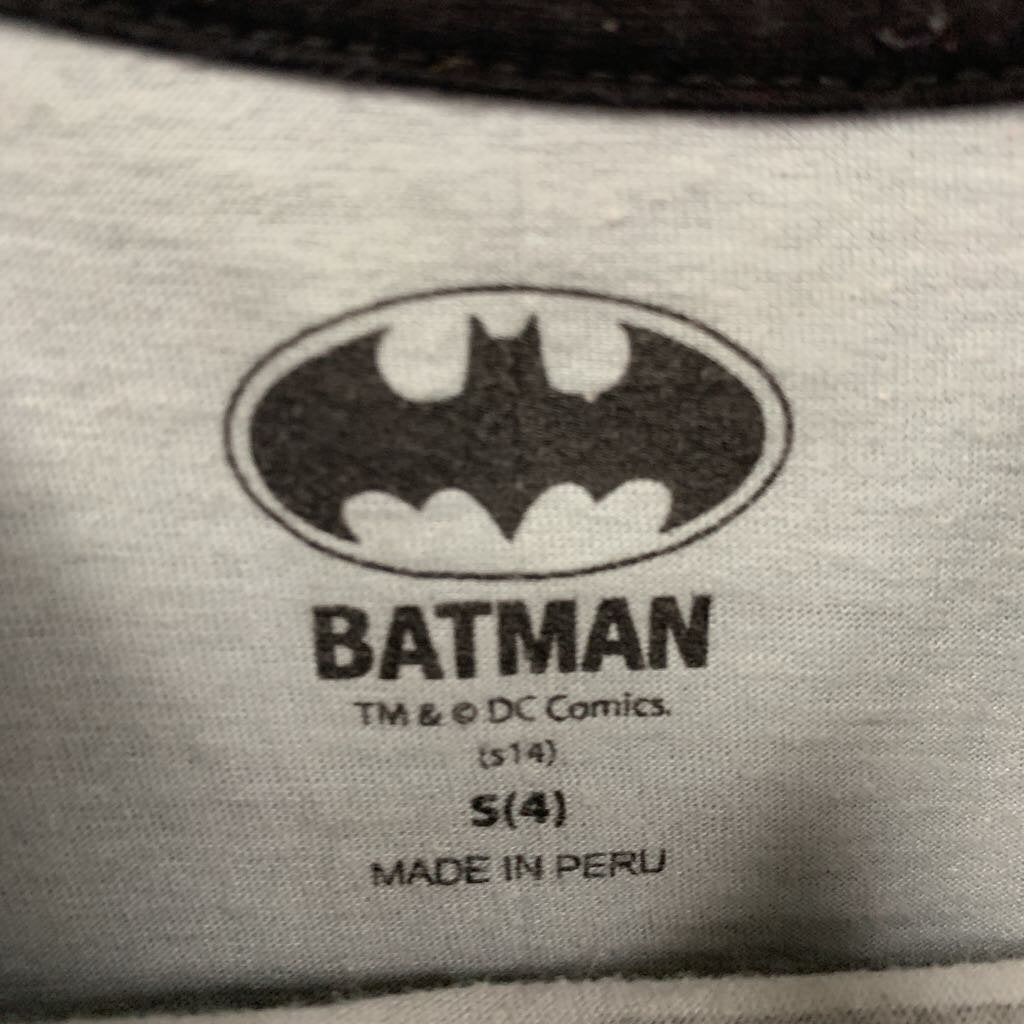 BATMAN
TM & © DC Comics.
(s14)
S(4)
MADE IN PERU